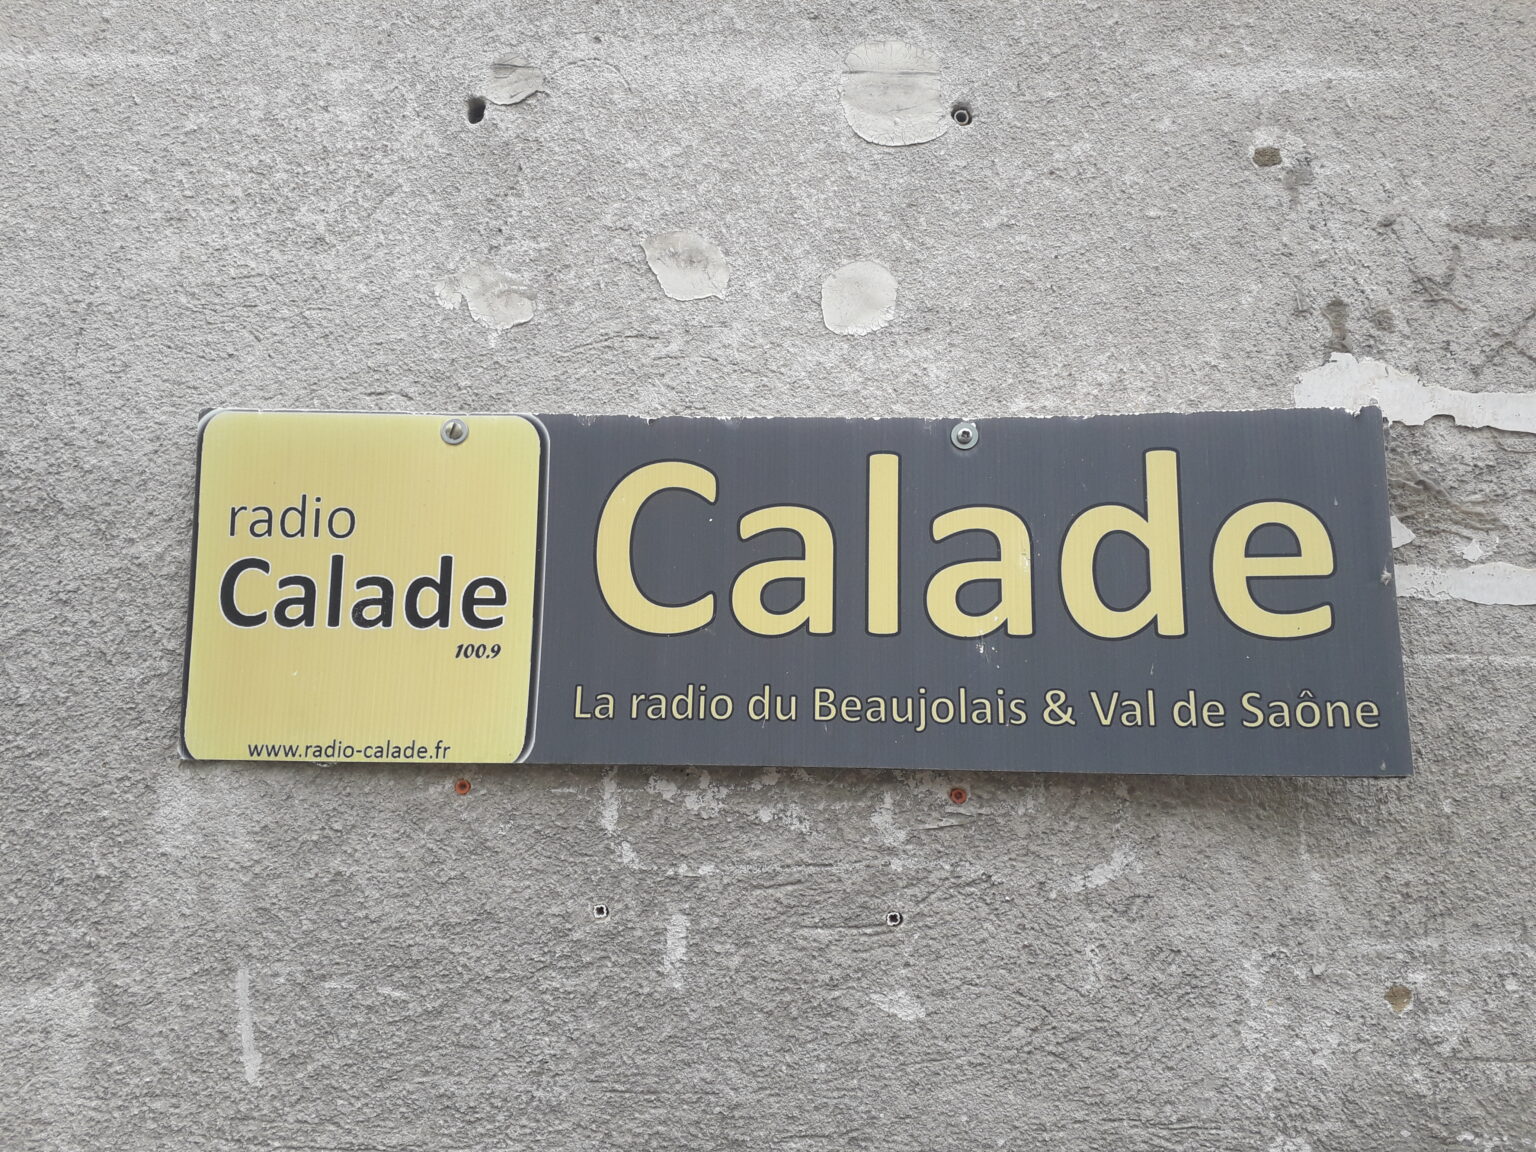 radio
Calade
100.9
www.radio-calade.fr
Calade
La radio du Beaujolais & Val de Saône